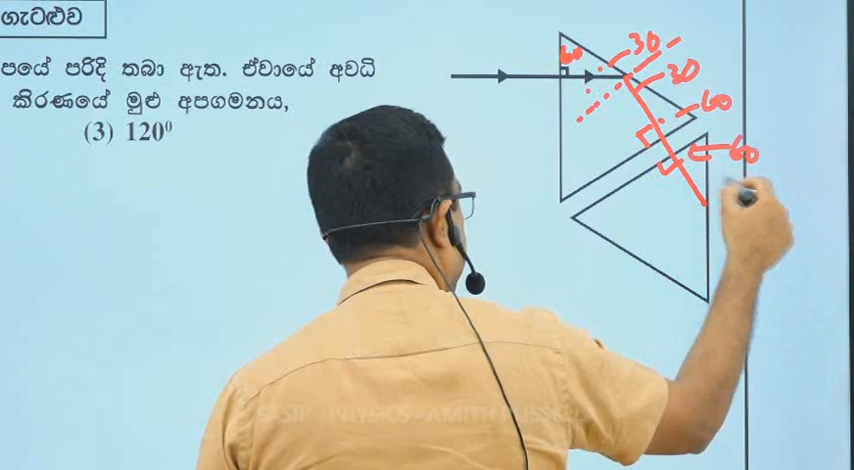 ගැටළුව
පයේ පරිදි තබා ඇත. ඒවායේ අවධි
කිරණයේ මුළු අපගමනය,
(3) 120⁰
60
30
30
60
60